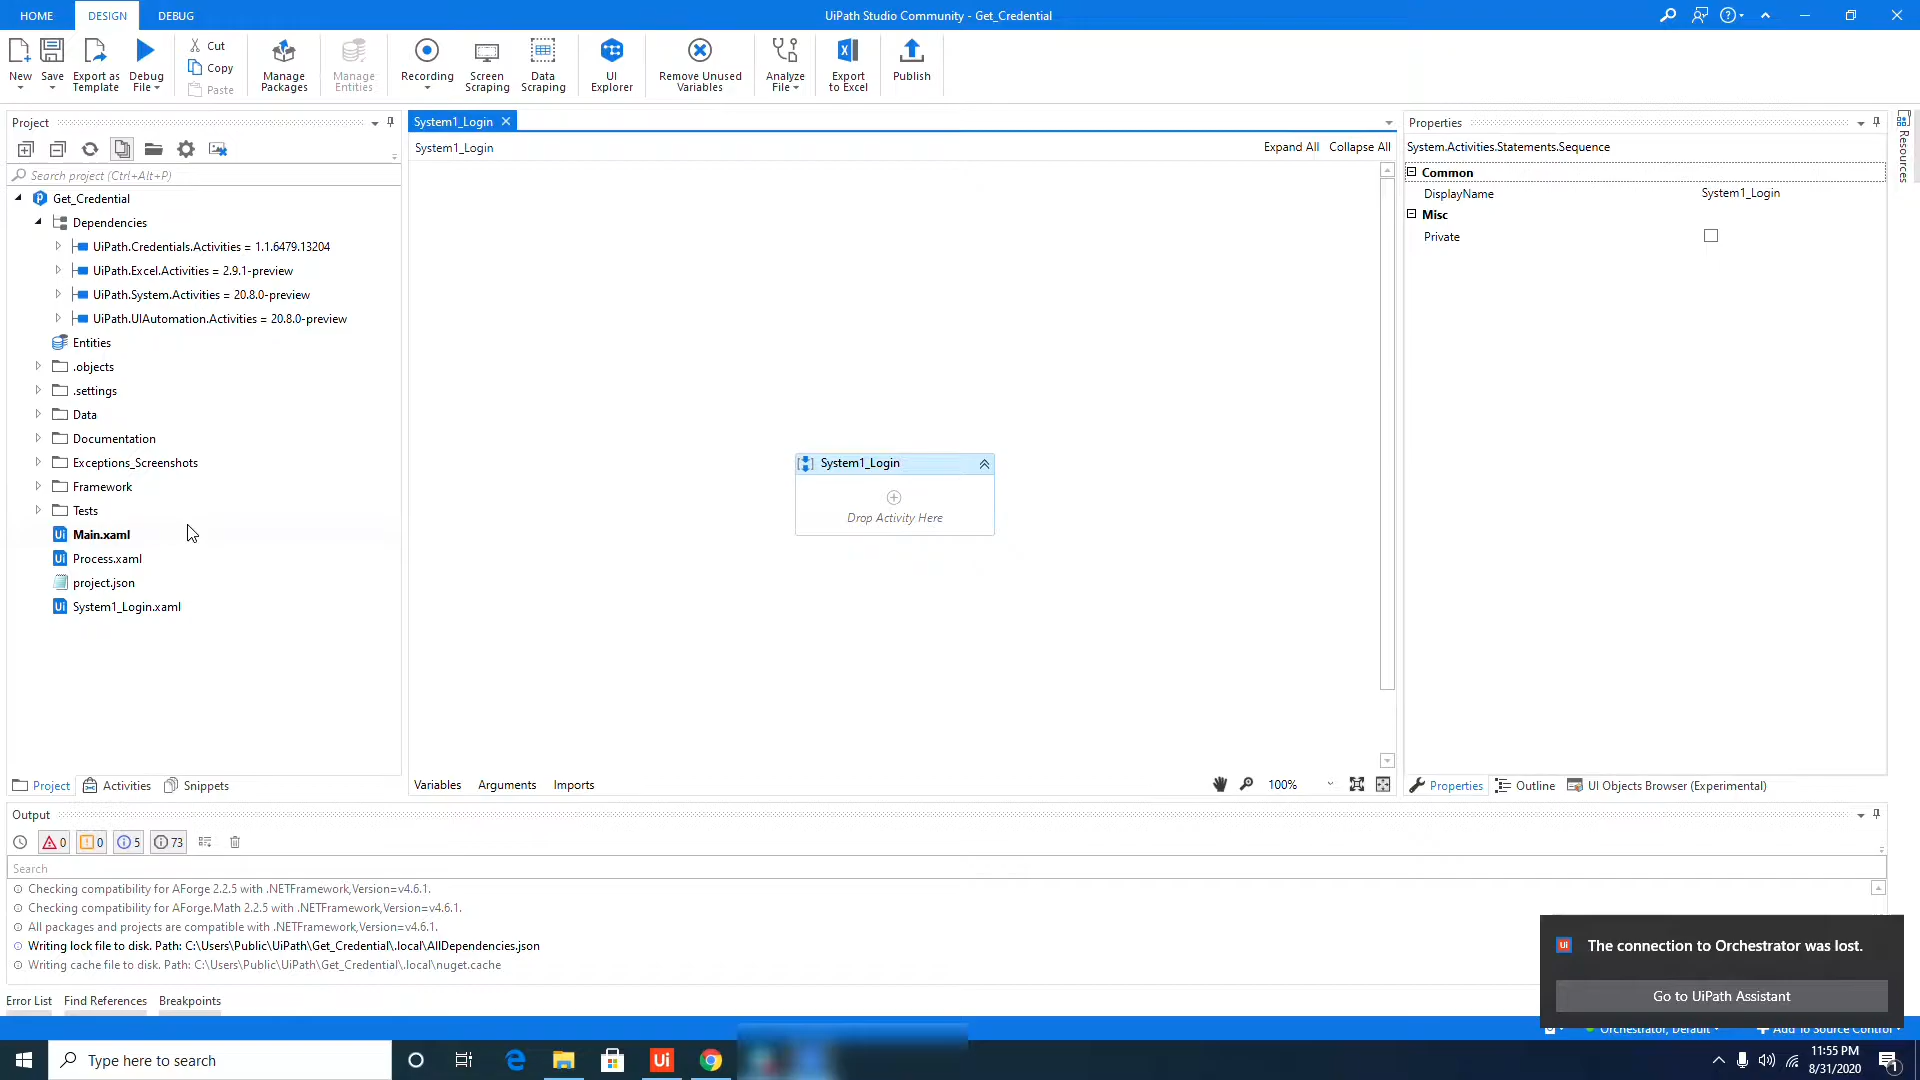 HOME DESIGN DEBUG UiPath Studio Community - Get_Credential
New Save Export as Template Debug File Cut Copy Paste Manage Packages Manage Entities Recording Screen Scraping Data Scraping UI Explorer Remove Unused Variables Analyze File Export to Excel Publish
Project
Search project (Ctrl+Alt+P)
Get_Credential
Dependencies
UiPath.Credentials.Activities = 1.1.6479.13204
UiPath.Excel.Activities = 2.9.1-preview
UiPath.System.Activities = 20.8.0-preview
UiPath.UIAutomation.Activities = 20.8.0-preview
Entities
.objects
.settings
Data
Documentation
Exceptions_Screenshots
Framework
Tests
Main.xaml
Process.xaml
project.json
System1_Login.xaml
Project Activities Snippets
System1_Login
System1_Login Expand All Collapse All
System1_Login
Drop Activity Here
Variables Arguments Imports 100%
Properties
System.Activities.Statements.Sequence
Common
DisplayName System1_Login
Misc
Private
Resources
Properties Outline UI Objects Browser (Experimental)
Output
0 0 5 73
Search
Checking compatibility for AForge 2.2.5 with .NETFramework,Version=v4.6.1.
Checking compatibility for AForge.Math 2.2.5 with .NETFramework,Version=v4.6.1.
All packages and projects are compatible with .NETFramework,Version=v4.6.1.
Writing lock file to disk. Path: C:\Users\Public\UiPath\Get_Credential\.local\AllDependencies.json
Writing cache file to disk. Path: C:\Users\Public\UiPath\Get_Credential\.local\nuget.cache
Error List Find References Breakpoints
Ui The connection to Orchestrator was lost.
Go to UiPath Assistant
Orchestrator, Default Add To Source Control
Type here to search
Ui
11:55 PM
8/31/2020
1